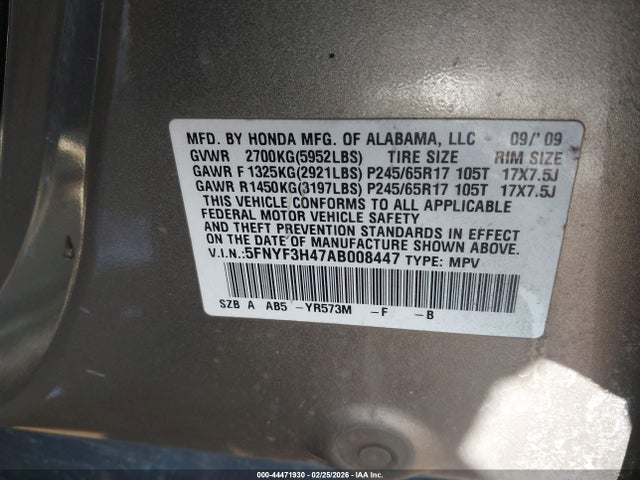 MFD. BY HONDA MFG. OF ALABAMA, LLC 09/'09
GVWR 2700KG(5952LBS) TIRE SIZE RIM SIZE
GAWR F 1325KG(2921LBS) P245/65R17 105T 17X7.5J
GAWR R1450KG(3197LBS) P245/65R17 105T 17X7.5J
THIS VEHICLE CONFORMS TO ALL APPLICABLE
FEDERAL MOTOR VEHICLE SAFETY
AND THEFT PREVENTION STANDARDS IN EFFECT
ON THE DATE OF MANUFACTURE SHOWN ABOVE.
V.I.N.:5FNYF3H47AB008447 TYPE: MPV
SZB A AB5 -YR573M -F -B
000-44471930 - 02/25/2026 - IAA Inc.